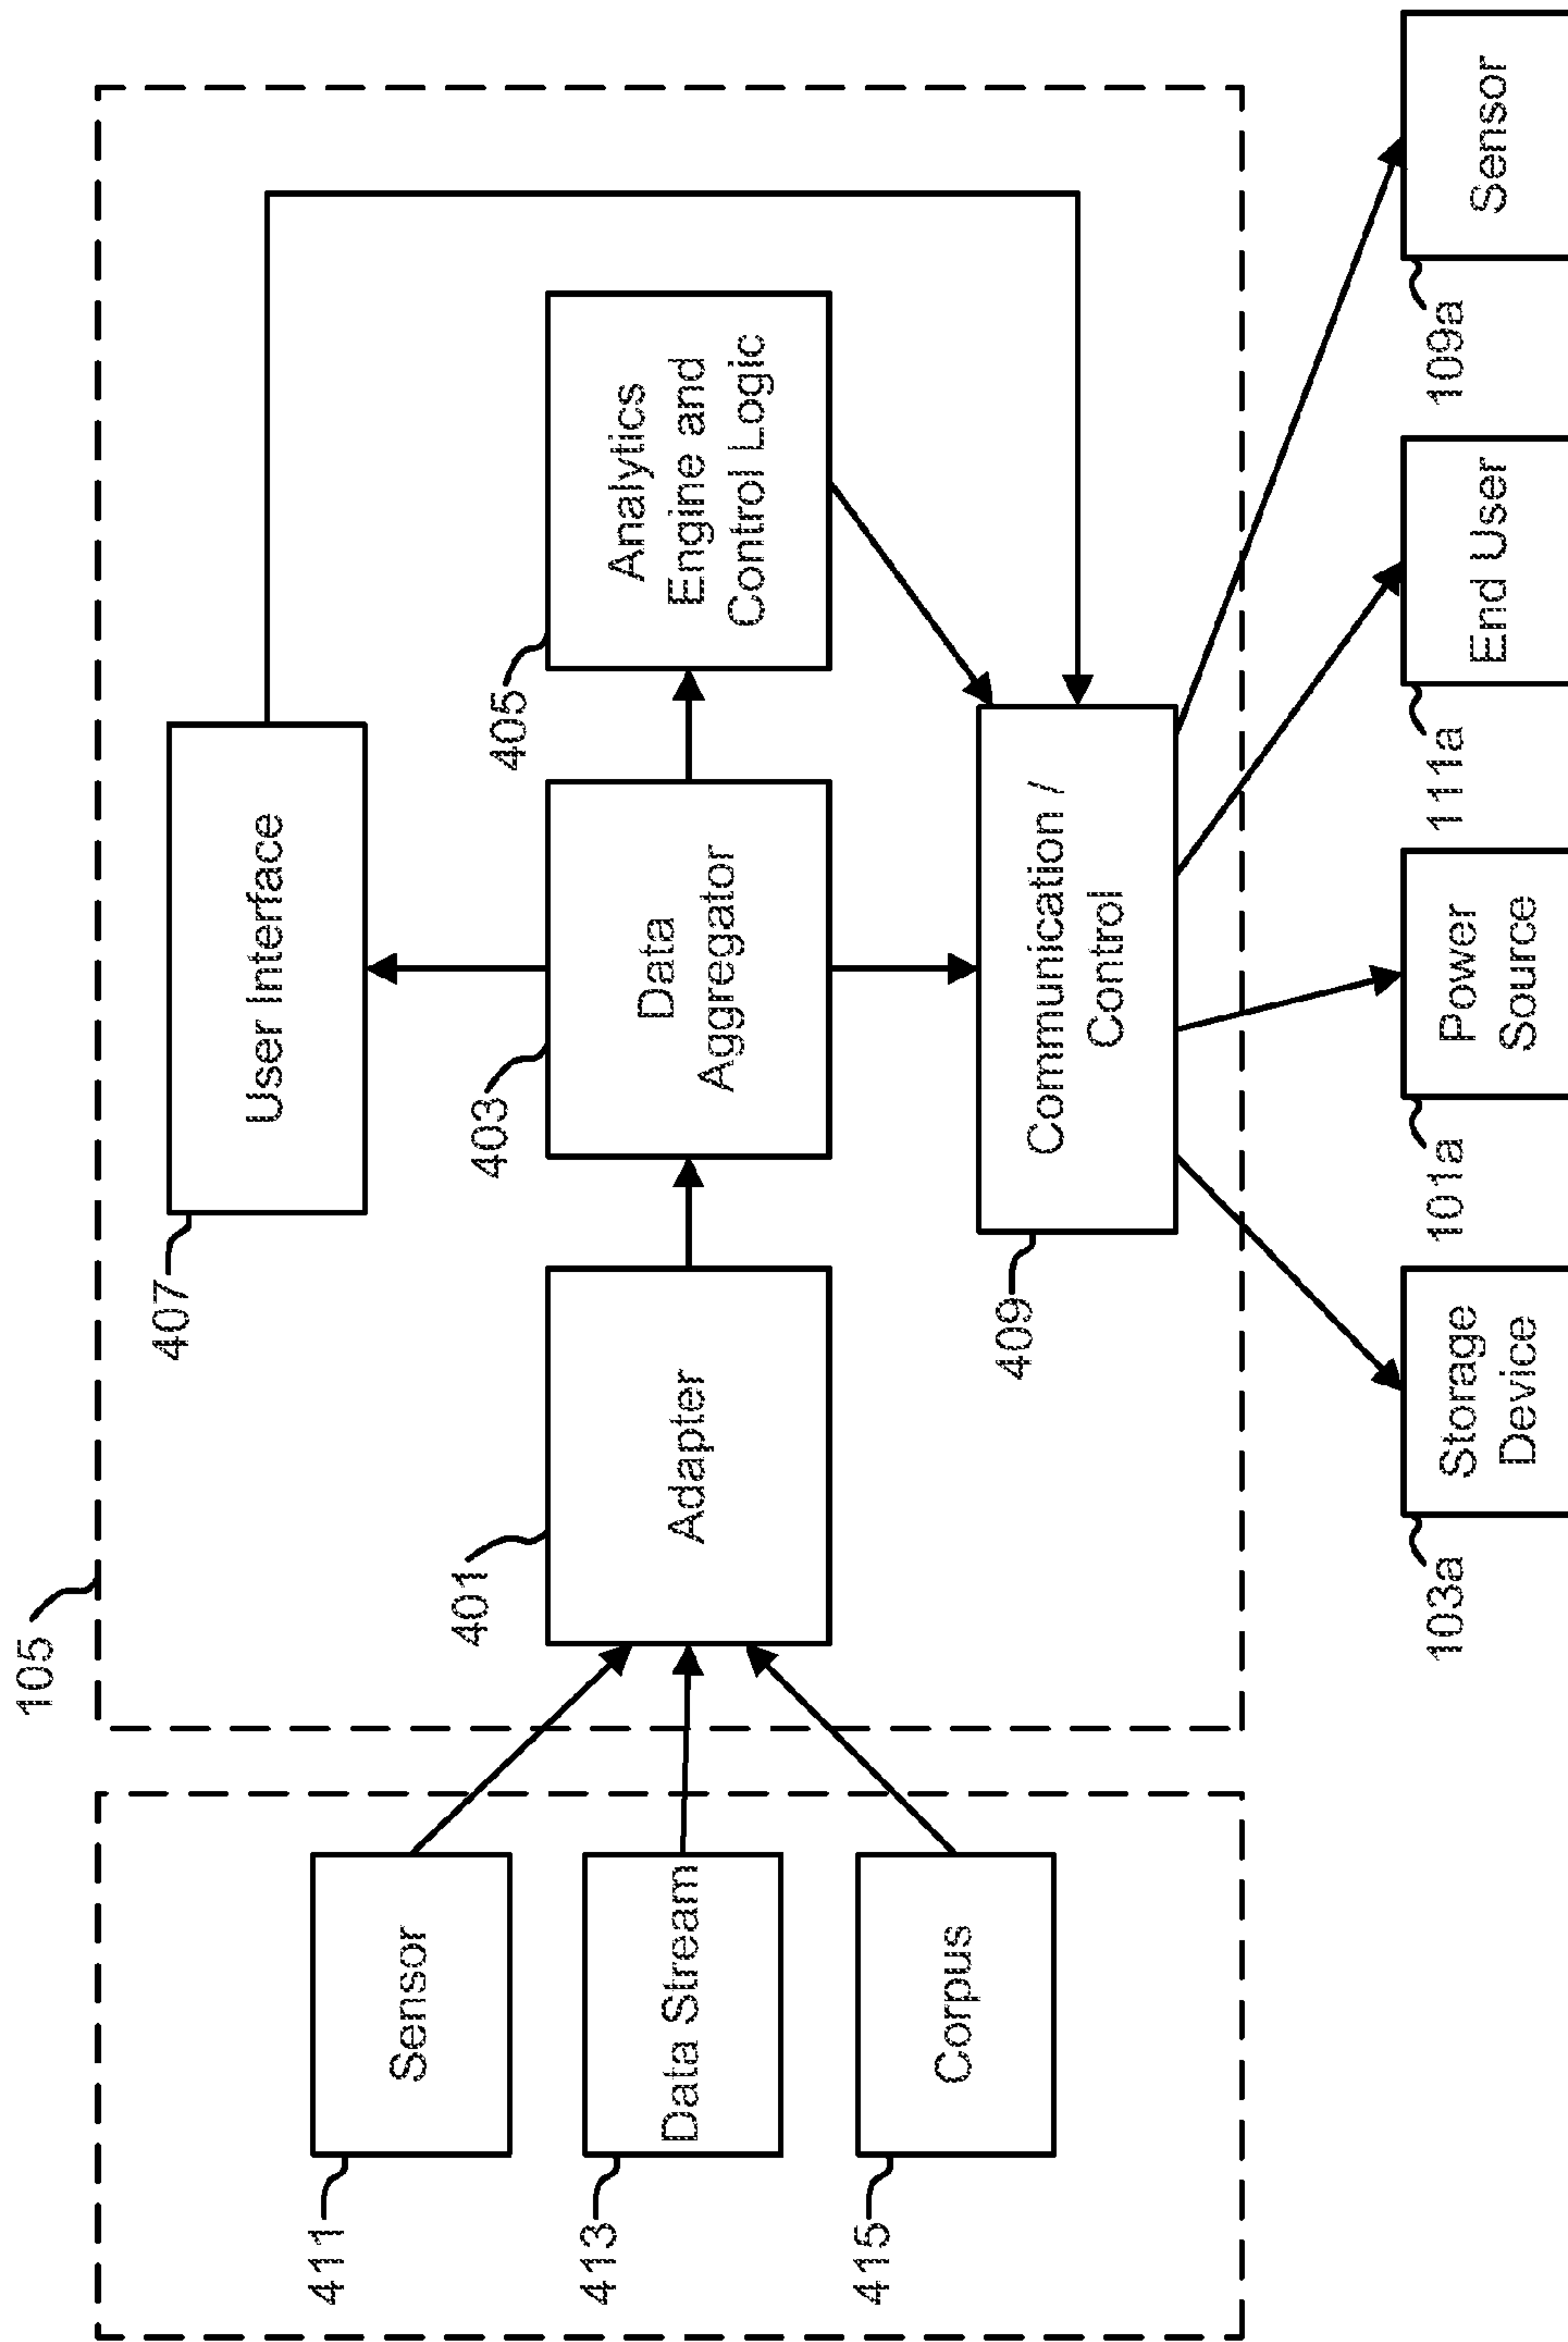 105
407
User Interface
405
Analytics
Engine and
Control Logic
403
Data
Aggregator
401
Adapter
411
Sensor
413
Data Stream
415
Corpus
409
Communication /
Control
103a
Storage
Device
101a
Power
Source
111a
End User
109a
Sensor